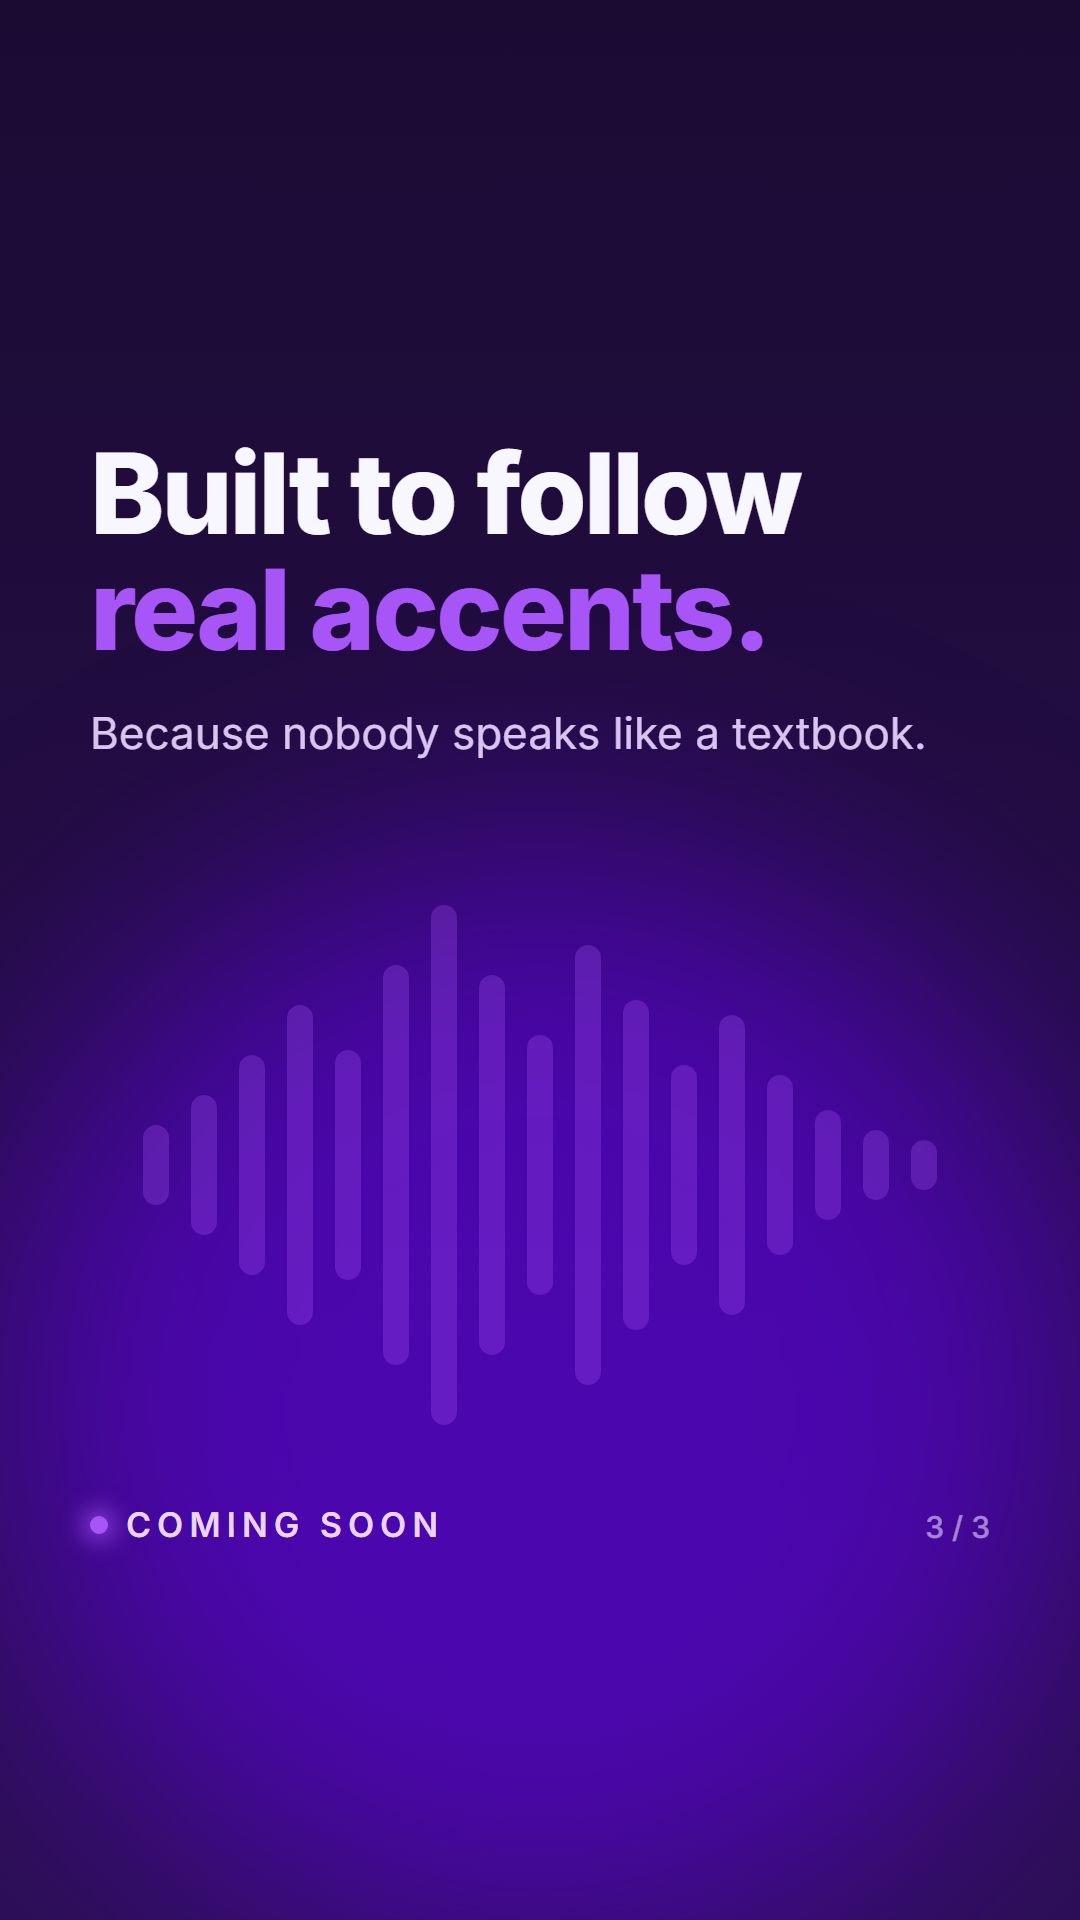 Built to follow
real accents.
Because nobody speaks like a textbook.
COMING SOON
3 / 3